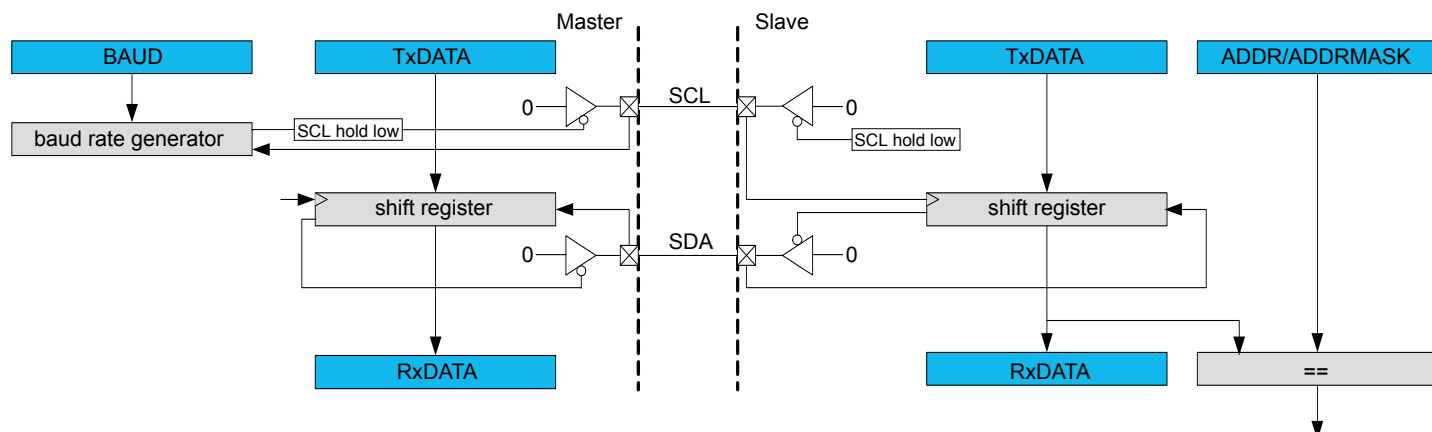 Master
Slave
BAUD
TxDATA
TxDATA
ADDR/ADDRMASK
0
SCL
0
baud rate generator
SCL hold low
SCL hold low
shift register
shift register
0
SDA
0
RxDATA
RxDATA
==